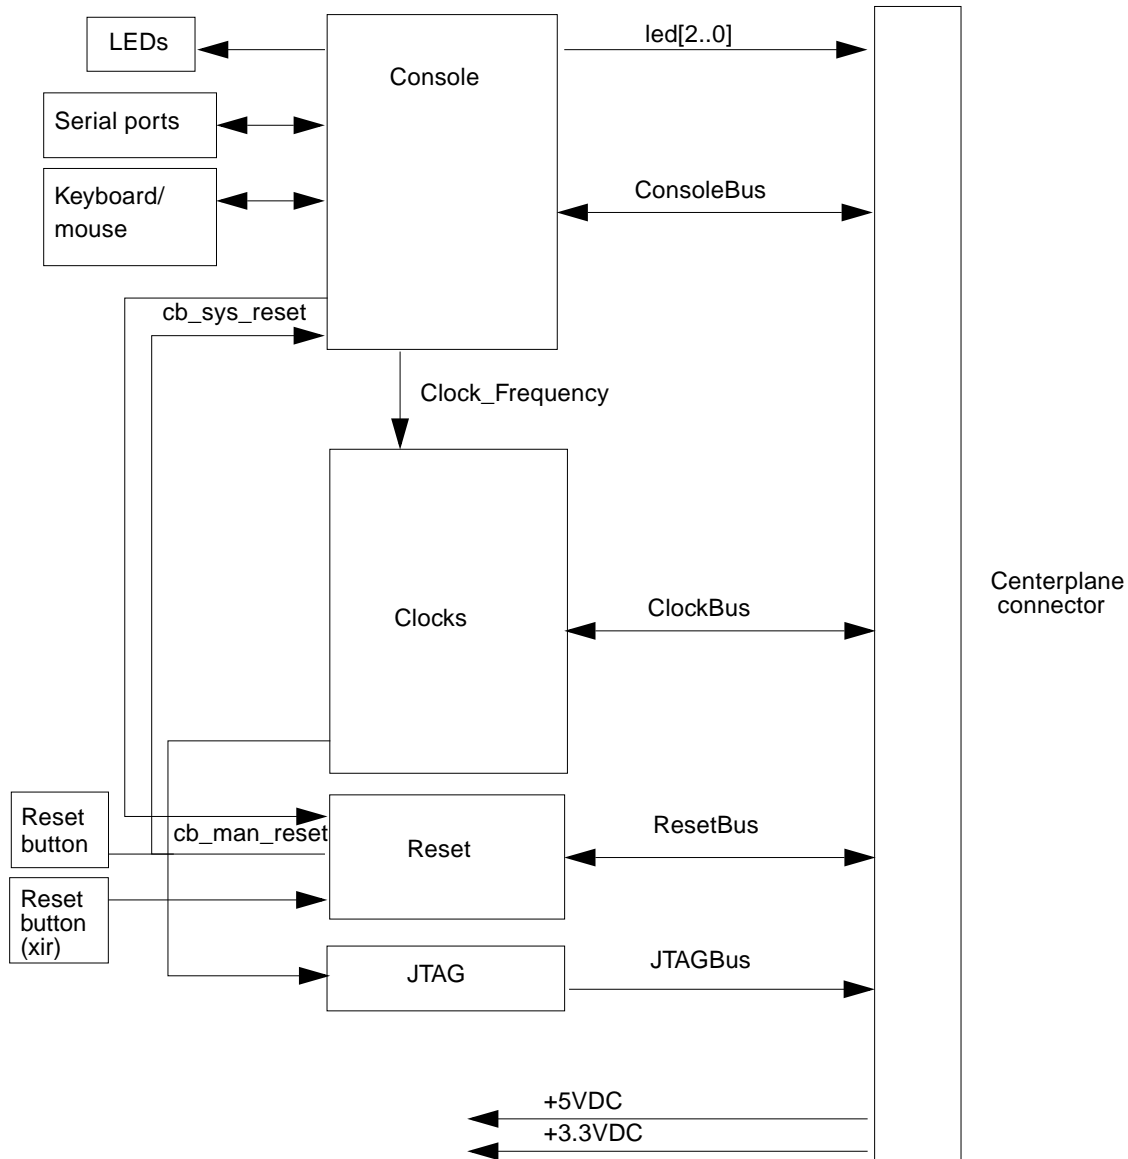 LEDs
led[2..0]
Console
Serial ports
Keyboard/
mouse
ConsoleBus
cb_sys_reset
Clock_Frequency
Centerplane
connector
Clocks
ClockBus
Reset
button
cb_man_reset
Reset
ResetBus
Reset
button
(xir)
JTAG
JTAGBus
+5VDC
+3.3VDC